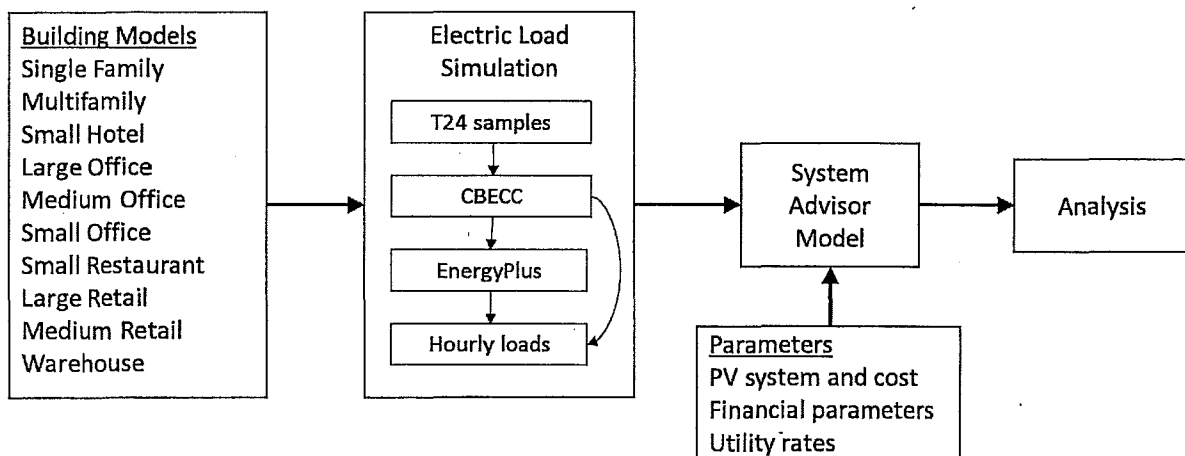 Building Models
Single Family
Multifamily
Small Hotel
Large Office
Medium Office
Small Office
Small Restaurant
Large Retail
Medium Retail
Warehouse
Electric Load
Simulation
T24 samples
CBECC
EnergyPlus
Hourly loads
System
Advisor
Model
Analysis
Parameters
PV system and cost
Financial parameters
Utility rates